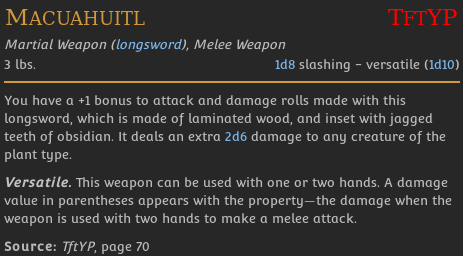 MACUAHUITL TFTYP
Martial Weapon (longsword), Melee Weapon
3 lbs. 1d8 slashing - versatile (1d10)
You have a +1 bonus to attack and damage rolls made with this
longsword, which is made of laminated wood, and inset with jagged
teeth of obsidian. It deals an extra 2d6 damage to any creature of the
plant type.
Versatile. This weapon can be used with one or two hands. A damage
value in parentheses appears with the property—the damage when the
weapon is used with two hands to make a melee attack.
Source: TftYP, page 70